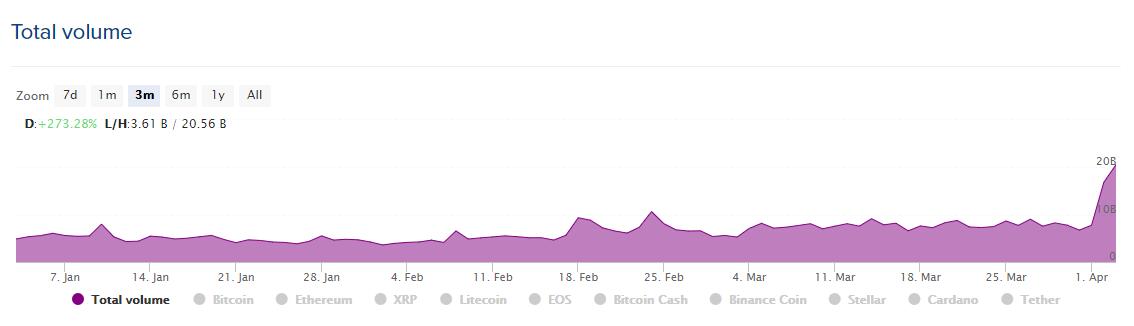 Total volume
Zoom 7d 1m 3m 6m 1y All
D:+273.28% L/H:3.61 B / 20.56 B
20B
10B
0
7. Jan 14. Jan 21. Jan 28. Jan 4. Feb 11. Feb 18. Feb 25. Feb 4. Mar 11. Mar 18. Mar 25. Mar 1. Apr
Total volume Bitcoin Ethereum XRP Litecoin EOS Bitcoin Cash Binance Coin Stellar Cardano Tether